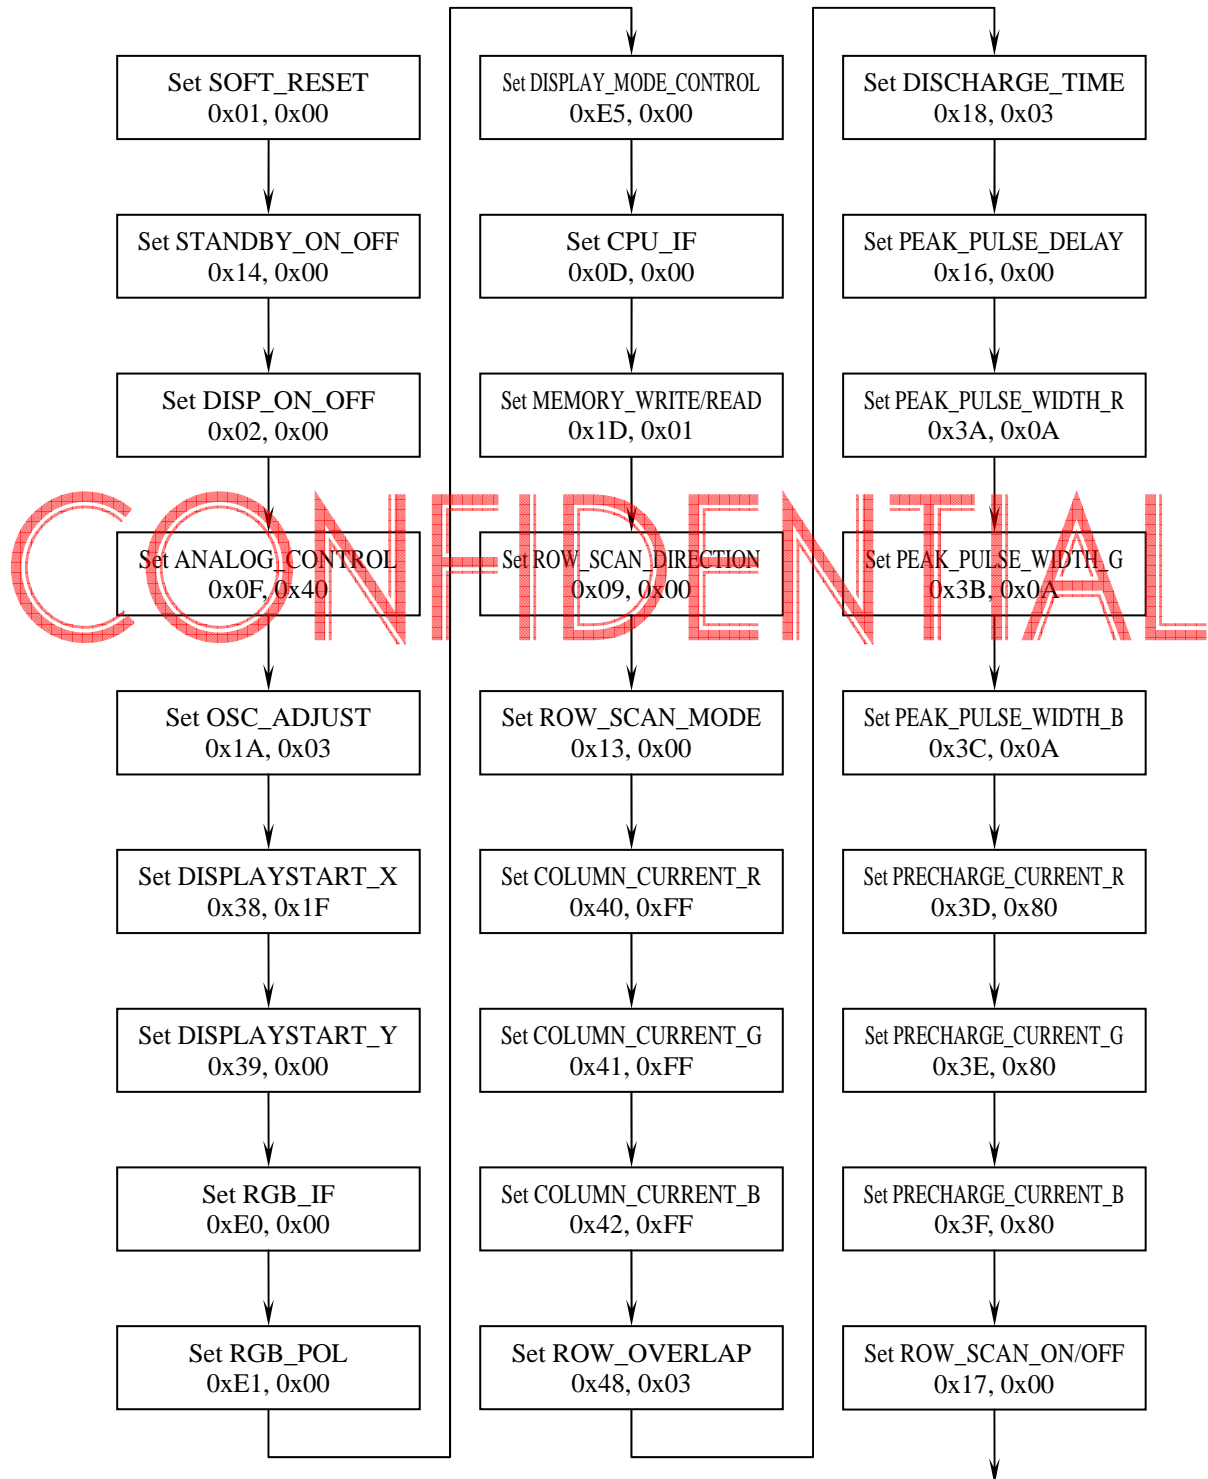 Set SOFT_RESET
0x01, 0x00
Set STANDBY_ON_OFF
0x14, 0x00
Set DISP_ON_OFF
0x02, 0x00
Set ANALOG_CONTROL
0x0F, 0x40
Set OSC_ADJUST
0x1A, 0x03
Set DISPLAYSTART_X
0x38, 0x1F
Set DISPLAYSTART_Y
0x39, 0x00
Set RGB_IF
0xE0, 0x00
Set RGB_POL
0xE1, 0x00
Set DISPLAY_MODE_CONTROL
0xE5, 0x00
Set CPU_IF
0x0D, 0x00
Set MEMORY_WRITE/READ
0x1D, 0x01
Set ROW_SCAN_DIRECTION
0x09, 0x00
Set ROW_SCAN_MODE
0x13, 0x00
Set COLUMN_CURRENT_R
0x40, 0xFF
Set COLUMN_CURRENT_G
0x41, 0xFF
Set COLUMN_CURRENT_B
0x42, 0xFF
Set ROW_OVERLAP
0x48, 0x03
Set DISCHARGE_TIME
0x18, 0x03
Set PEAK_PULSE_DELAY
0x16, 0x00
Set PEAK_PULSE_WIDTH_R
0x3A, 0x0A
Set PEAK_PULSE_WIDTH_G
0x3B, 0x0A
Set PEAK_PULSE_WIDTH_B
0x3C, 0x0A
Set PRECHARGE_CURRENT_R
0x3D, 0x80
Set PRECHARGE_CURRENT_G
0x3E, 0x80
Set PRECHARGE_CURRENT_B
0x3F, 0x80
Set ROW_SCAN_ON/OFF
0x17, 0x00
CONFIDENTIAL